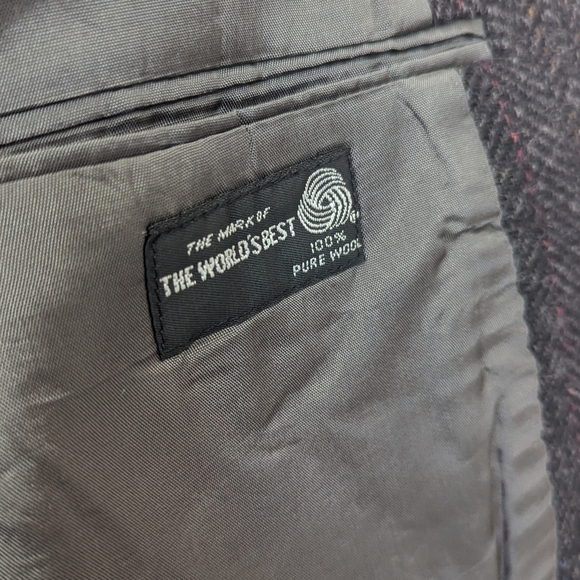 THE MARK OF
THE WORLD'S BEST
®
100%
PURE WOOL